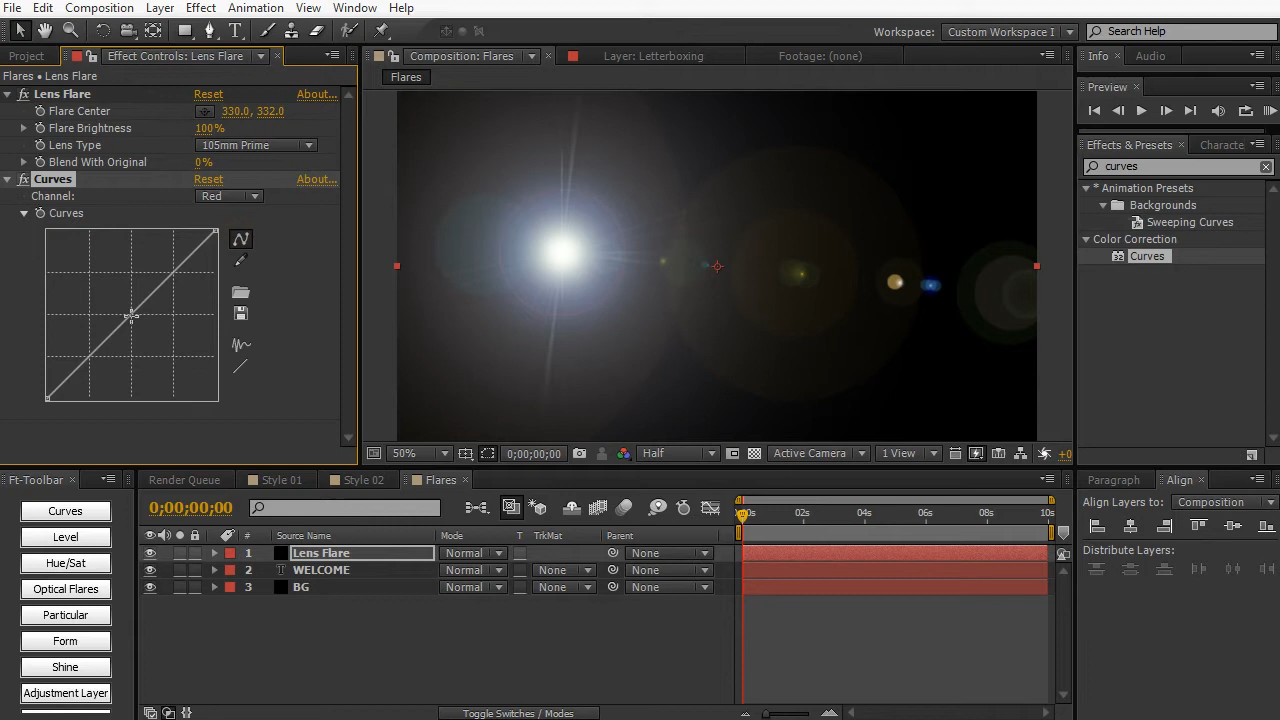 File Edit Composition Layer Effect Animation View Window Help
Workspace: Custom Workspace I Search Help
Project Effect Controls: Lens Flare Composition: Flares Layer: Letterboxing Footage: (none) Info Audio
Flares • Lens Flare Flares
fx Lens Flare Reset About... Preview
Flare Center 330.0, 332.0
Flare Brightness 100%
Lens Type 105mm Prime Effects & Presets Characte
Blend With Original 0% curves
fx Curves Reset About... * Animation Presets
Channel: Red Backgrounds
Curves Sweeping Curves
Color Correction
Curves
50% 0;00;00;00 Half Active Camera 1 View +0
Ft-Toolbar Render Queue Style 01 Style 02 Flares Paragraph Align
Curves 0;00;00;00 Align Layers to: Composition
02s 04s 06s 08s 10s
Level # Source Name Mode T TrkMat Parent
Hue/Sat 1 Lens Flare Normal None Distribute Layers:
Optical Flares 2 T WELCOME Normal None None
3 BG Normal None None
Particular
Form
Shine
Adjustment Layer
Toggle Switches / Modes